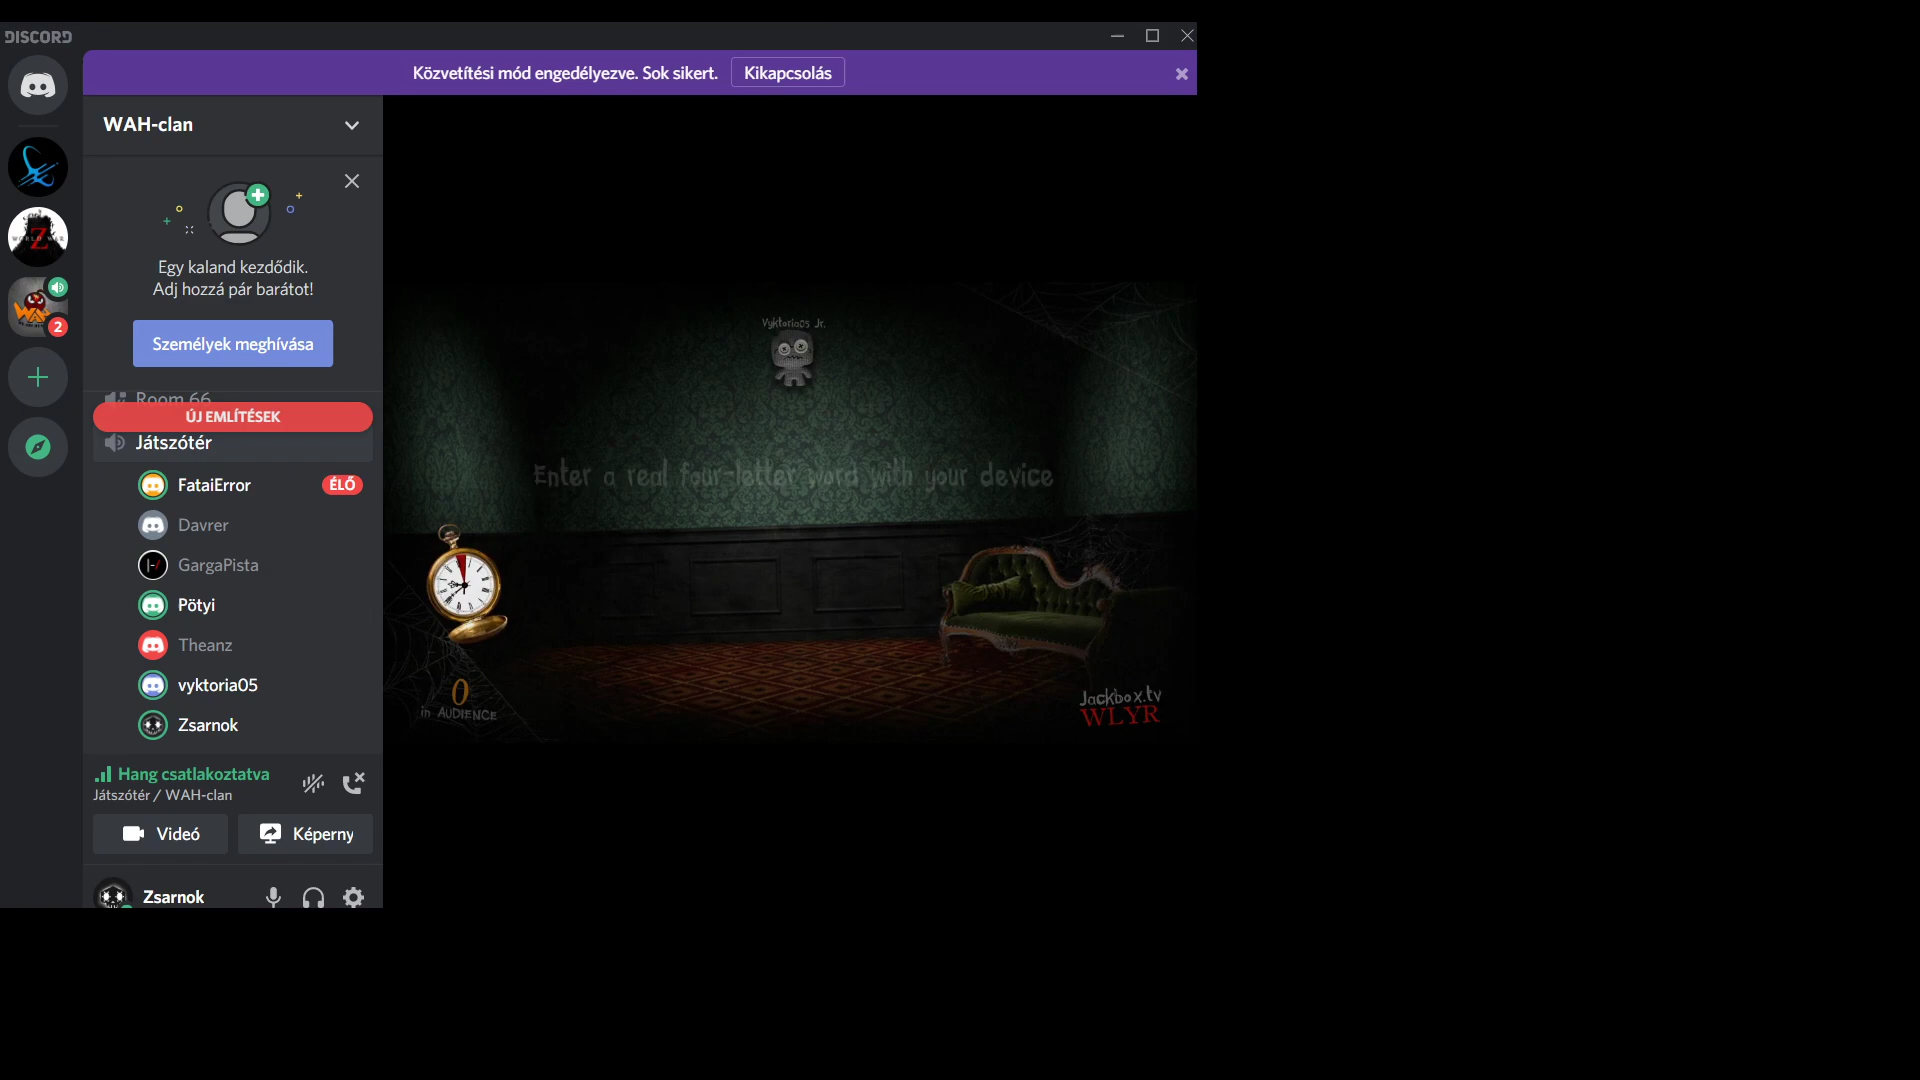 DISCORD
Közvetítési mód engedélyezve. Sok sikert.
Kikapcsolás
WAH-clan
Egy kaland kezdődik.
Adj hozzá pár barátot!
Személyek meghívása
Room 66
ÚJ EMLÍTÉSEK
Játszótér
FataiError
ÉLŐ
Davrer
GargaPista
Pötyi
Theanz
vyktoria05
Zsarnok
Hang csatlakoztatva
Játszótér / WAH-clan
Videó
Képerny
Zsarnok
2
Vyktoria05 Jr.
Enter a real four-letter word with your device
0
in AUDIENCE
Jackbox.tv
WLYR